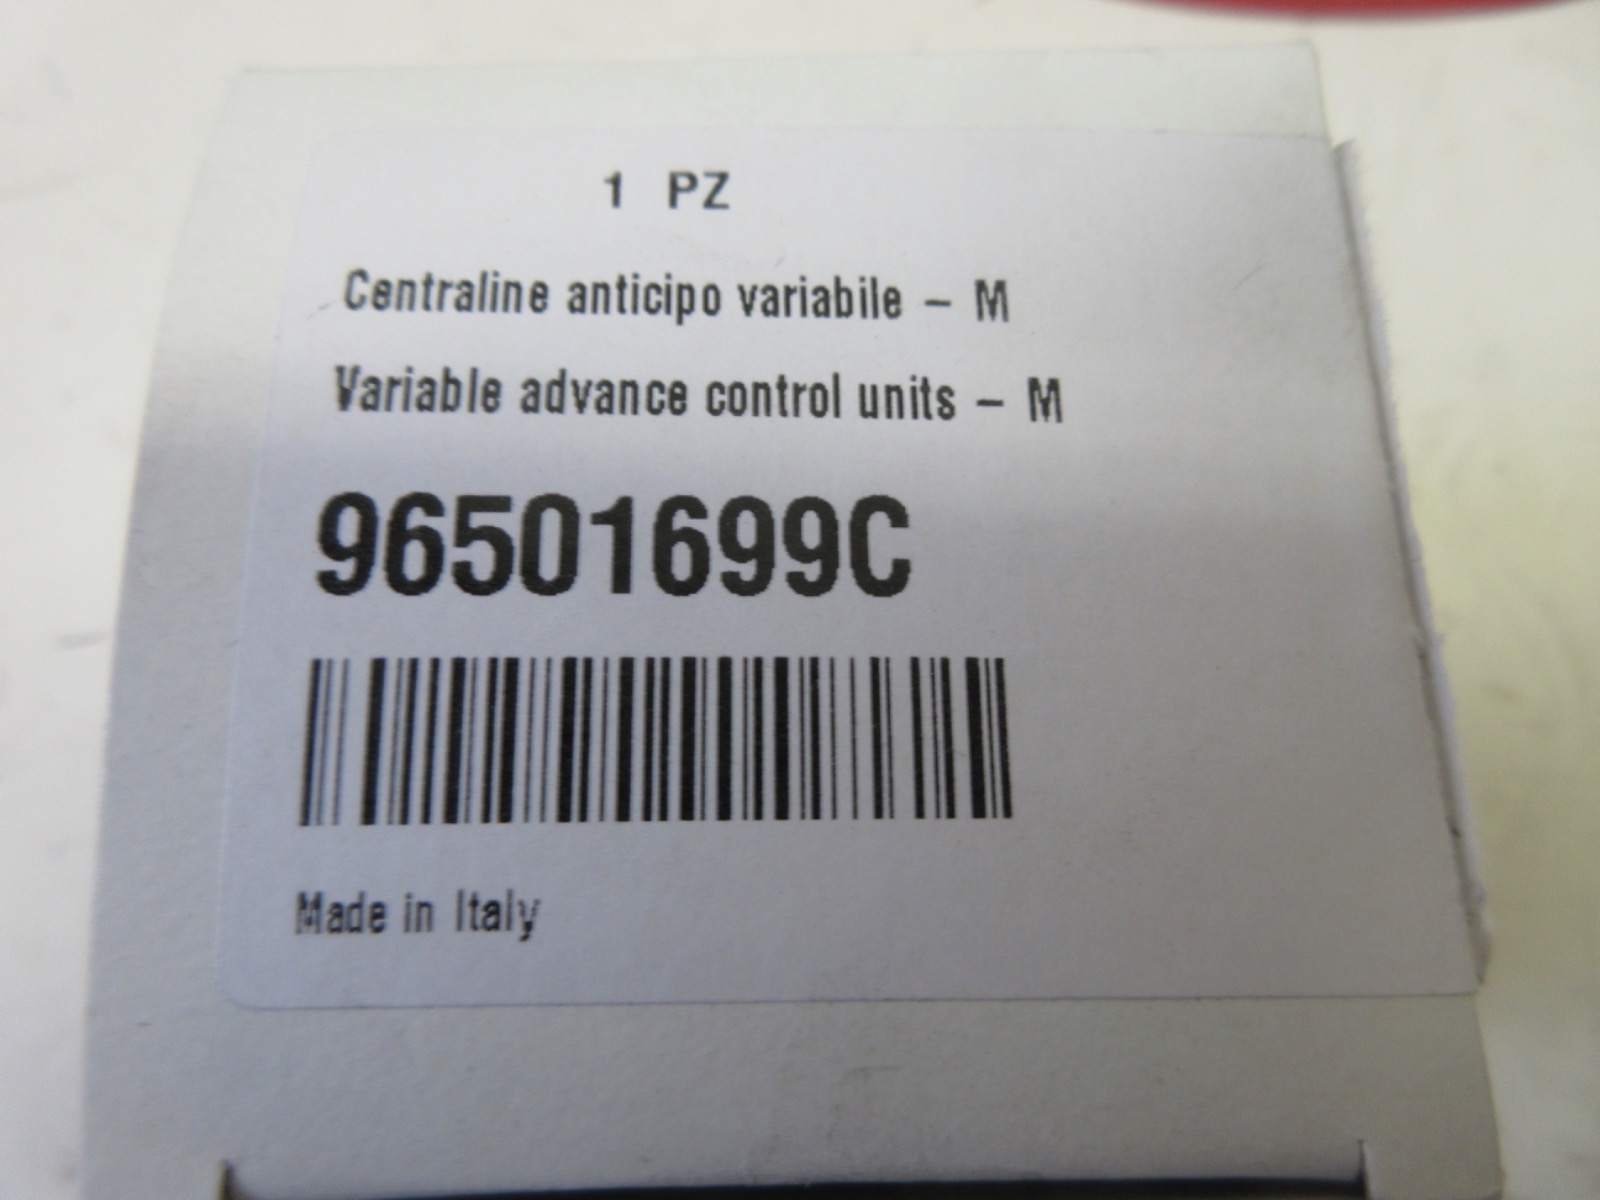 1 PZ
Centraline anticipo variabile – M
Variable advance control units – M
96501699C
Made in Italy